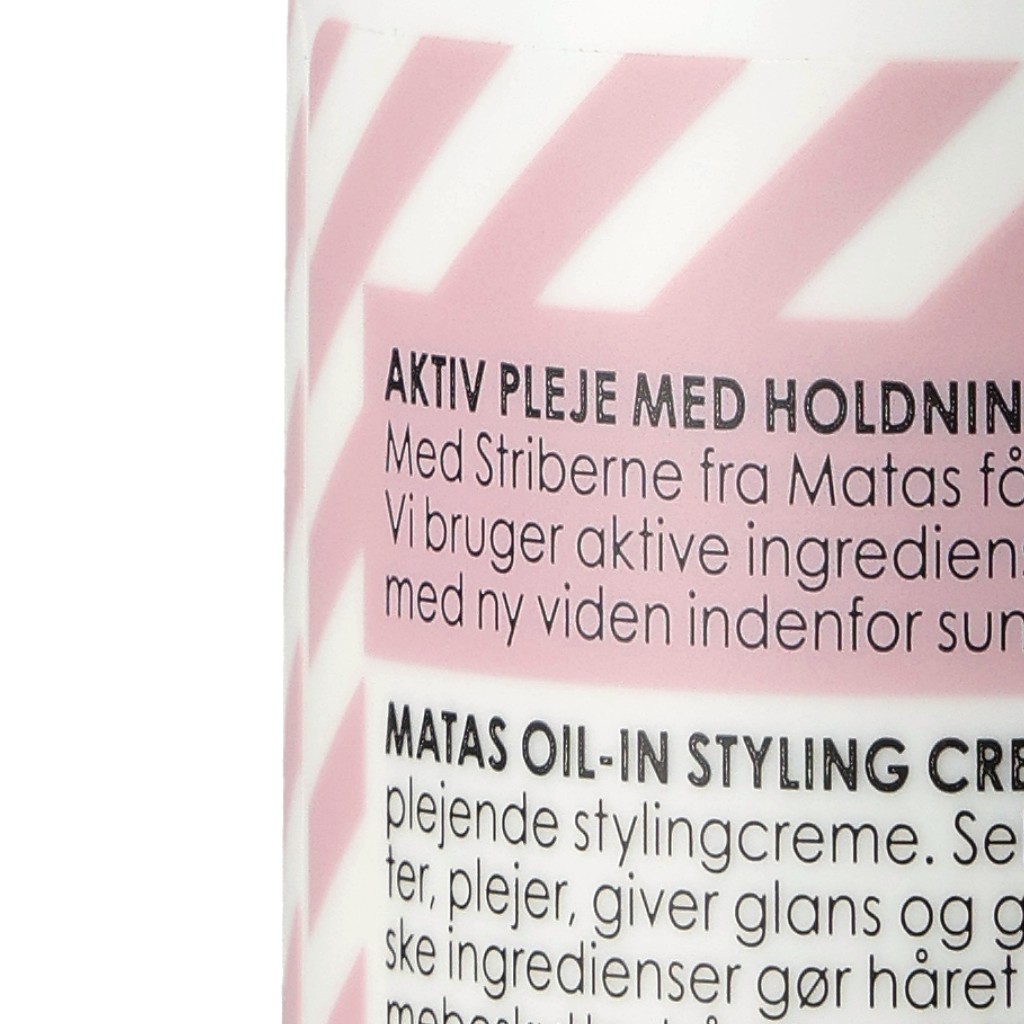 AKTIV PLEJE MED HOLDNIN
Med Striberne fra Matas få
Vi bruger aktive ingrediens
med ny viden indenfor sun
MATAS OIL-IN STYLING CRE
plejende stylingcreme. Se
ter, plejer, giver glans og g
ske ingredienser gør håret